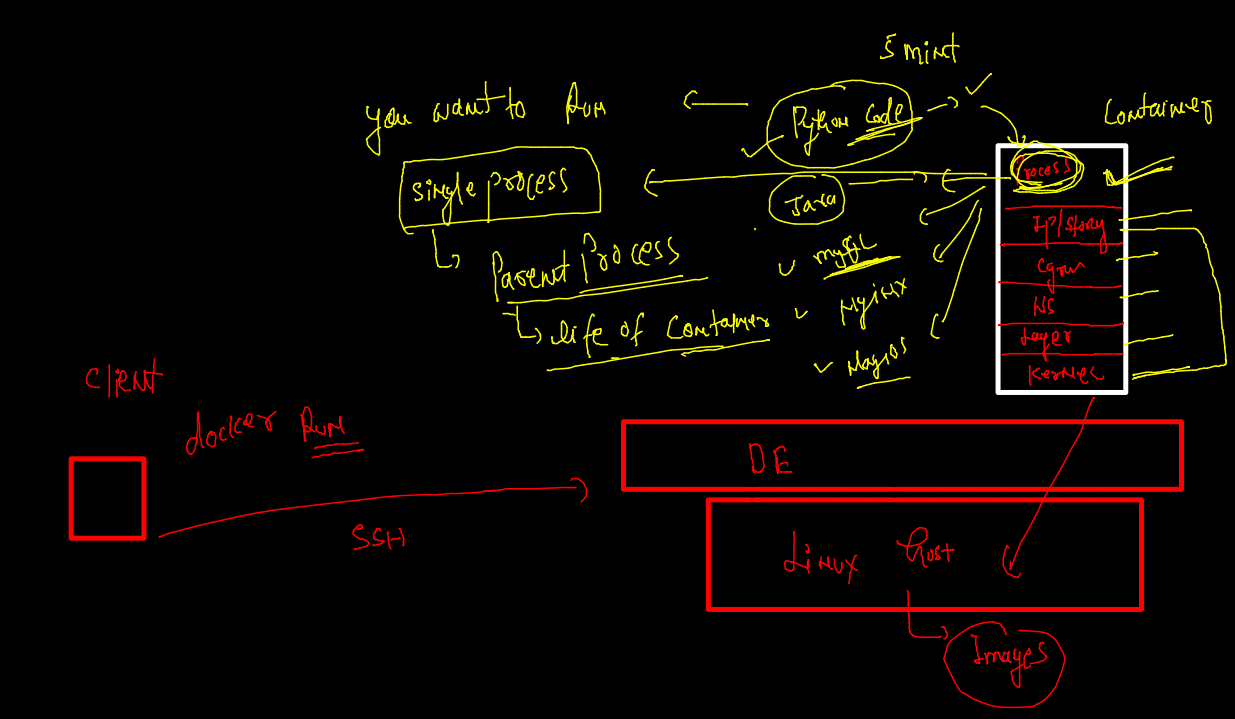 5 mint
you want to Run
Python Code
Container
single process
Java
Process
Parent Process
mysql
IP/Storg
life of Container
Nginx
Cgrou
NS
Nagios
Layer
Kernel
Client
docker Run
DE
SSH
Linux Host
Images